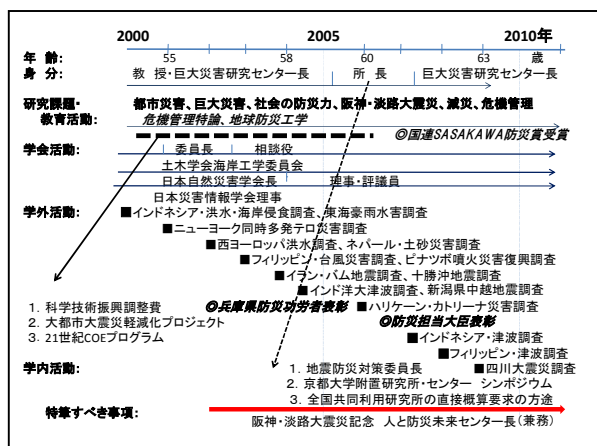 2000 2005 2010年
年 齢: 55 58 60 63 歳
身 分: 教 授・巨大災害研究センター長 所 長 巨大災害研究センター長
研究課題・ 都市災害、巨大災害、社会の防災力、阪神・淡路大震災、減災、危機管理
教育活動: 危機管理特論、地球防災工学
◎国連SASAKAWA防災賞受賞
学会活動: 委員長 相談役
土木学会海岸工学委員会
日本自然災害学会長 理事・評議員
日本災害情報学会理事
学外活動: ■インドネシア・洪水・海岸侵食調査、東海豪雨水害調査
■ニューヨーク同時多発テロ災害調査
■西ヨーロッパ洪水調査、ネパール・土砂災害調査
■フィリッピン・台風災害調査、ピナツボ噴火災害復興調査
■イラン・バム地震調査、十勝沖地震調査
■インド洋大津波調査、新潟県中越地震調査
1. 科学技術振興調整費 ◎兵庫県防災功労者表彰 ■ハリケーン・カトリーナ災害調査
2. 大都市大震災軽減化プロジェクト ◎防災担当大臣表彰
3. 21世紀COEプログラム ■インドネシア・津波調査
■フィリッピン・津波調査
学内活動: 1. 地震防災対策委員長 ■四川大震災調査
2. 京都大学附置研究所・センター シンポジウム
3. 全国共同利用研究所の直接概算要求の方途
特筆すべき事項:
阪神・淡路大震災記念 人と防災未来センター長(兼務)